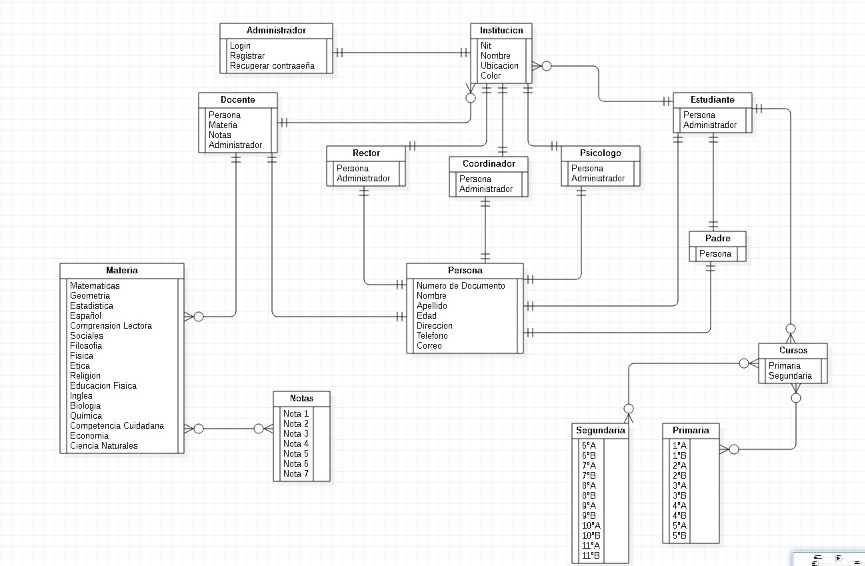 Administrador
Login
Registrar
Recuperar contraseña
Institucion
Nit
Nombre
Ubicacion
Color
Docente
Persona
Materia
Notas
Administrador
Estudiante
Persona
Administrador
Rector
Persona
Administrador
Coordinador
Persona
Administrador
Psicologo
Persona
Administrador
Padre
Persona
Materia
Matematicas
Geometria
Eatadistica
Español
Comprension Lectora
Sociales
Filosofia
Fisica
Etica
Religion
Educacion Fisica
Ingles
Biologia
Quimica
Competencia Cuidadana
Economia
Ciencia Naturales
Persona
Numero de Documento
Nombre
Apellido
Edad
Direccion
Telefono
Correo
Cursos
Primaria
Segundaria
Notas
Nota 1
Nota 2
Nota 3
Nota 4
Nota 5
Nota 6
Nota 7
Segundaria
6°A
6°B
7°A
7°B
8°A
8°B
9°A
9°B
10°A
10°B
11°A
11°B
Primaria
1°A
1°B
2°A
2°B
3°A
3°B
4°A
4°B
5°A
5°B